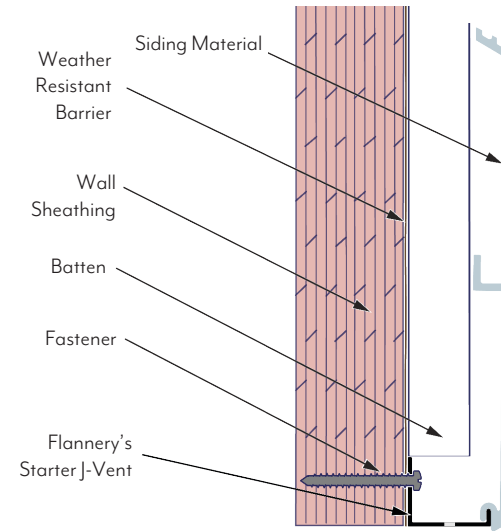 Siding Material
Weather
Resistant
Barrier
Wall
Sheathing
Batten
Fastener
Flannery's
Starter J-Vent